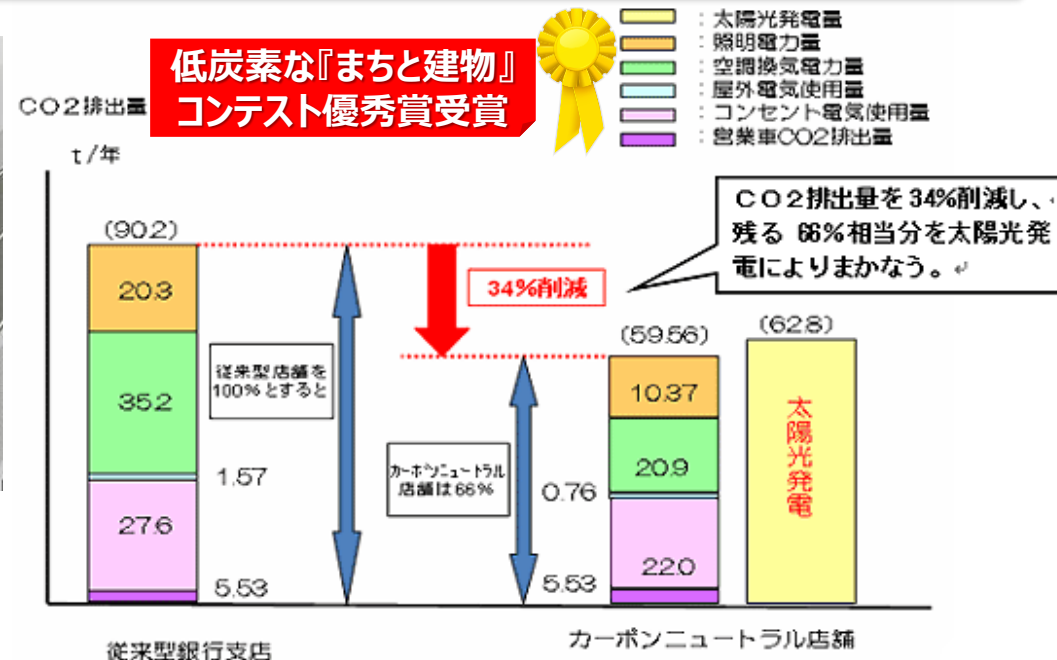 低炭素な『まちと建物』
コンテスト優秀賞受賞
：太陽光発電量
：照明電力量
：空調換気電力量
：屋外電気使用量
：コンセント電気使用量
：営業車CO2排出量
CO2排出量
t/年
CO2排出量を34%削減し、
残る 66%相当分を太陽光発
電によりまかなう。
(90.2)
34%削減
(59.56)
(62.8)
20.3
従来型店舗を
100%とすると
35.2
1.57
27.6
5.53
カーボンニュートラル
店舗は66%
10.37
20.9
0.76
22.0
5.53
太陽光発電
従来型銀行支店
カーボンニュートラル店舗